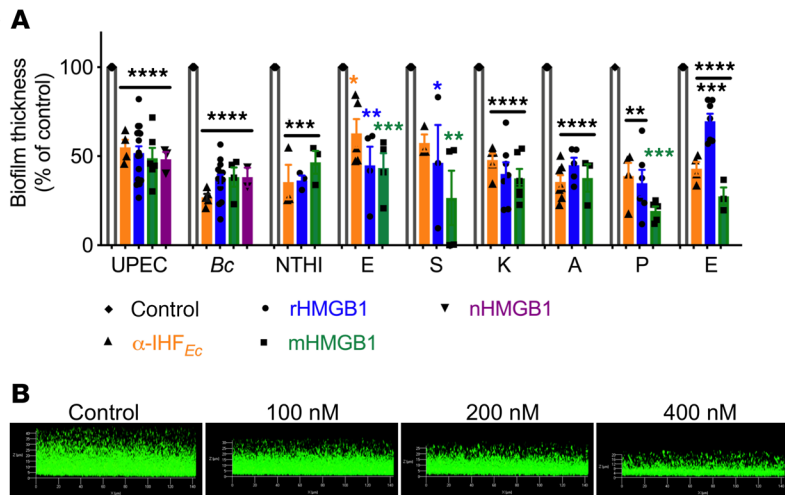 A
Biofilm thickness
(% of control)
100
50
0
**** **** *** * ** *** * ** **** **** ** *** **** ***
UPEC Bc NTHI E S K A P E
Control rHMGB1 nHMGB1
α-IHFEc mHMGB1
B
Control 100 nM 200 nM 400 nM